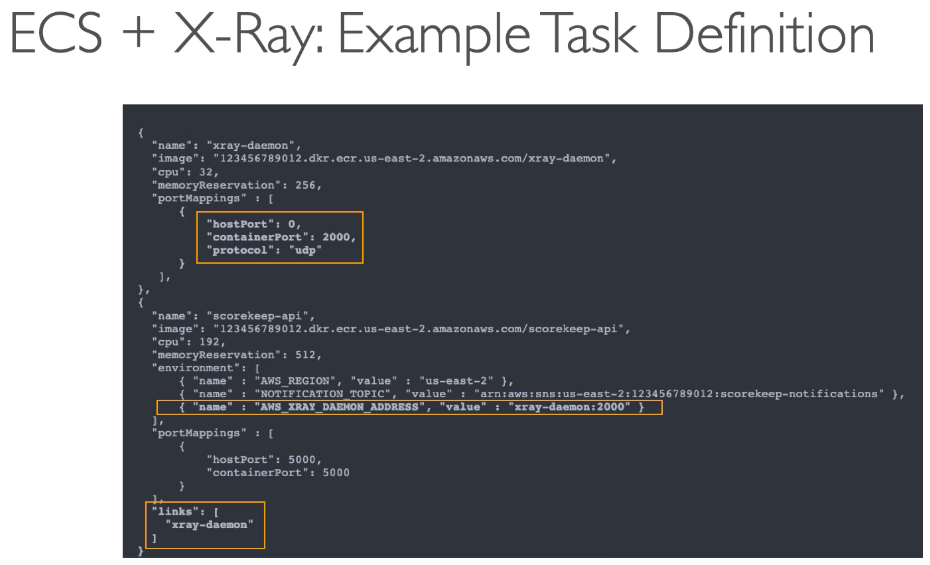 ECS + X-Ray: Example Task Definition
{
"name": "xray-daemon",
"image": "123456789012.dkr.ecr.us-east-2.amazonaws.com/xray-daemon",
"cpu": 32,
"memoryReservation": 256,
"portMappings" : [
{
"hostPort": 0,
"containerPort": 2000,
"protocol": "udp"
}
],
},
{
"name": "scorekeep-api",
"image": "123456789012.dkr.ecr.us-east-2.amazonaws.com/scorekeep-api",
"cpu": 192,
"memoryReservation": 512,
"environment": [
{ "name" : "AWS_REGION", "value" : "us-east-2" },
{ "name" : "NOTIFICATION_TOPIC", "value" : "arn:aws:sns:us-east-2:123456789012:scorekeep-notifications" },
{ "name" : "AWS_XRAY_DAEMON_ADDRESS", "value" : "xray-daemon:2000" }
],
"portMappings" : [
{
"hostPort": 5000,
"containerPort": 5000
}
],
"links": [
"xray-daemon"
]
}